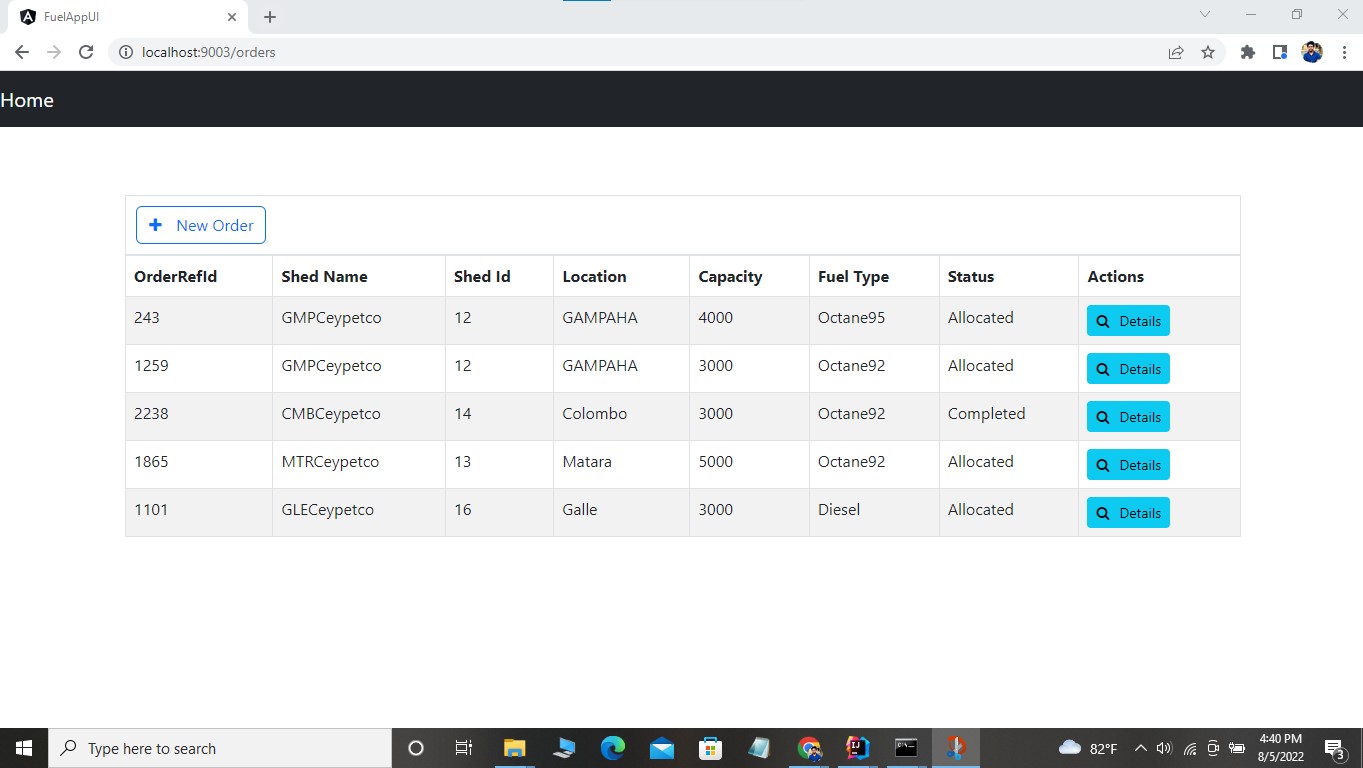 FuelAppUI
localhost:9003/orders
Home
New Order
OrderRefId Shed Name Shed Id Location Capacity Fuel Type Status Actions
243 GMPCeypetco 12 GAMPAHA 4000 Octane95 Allocated Details
1259 GMPCeypetco 12 GAMPAHA 3000 Octane92 Allocated Details
2238 CMBCeypetco 14 Colombo 3000 Octane92 Completed Details
1865 MTRCeypetco 13 Matara 5000 Octane92 Allocated Details
1101 GLECeypetco 16 Galle 3000 Diesel Allocated Details
Type here to search
82°F
4:40 PM
8/5/2022
3